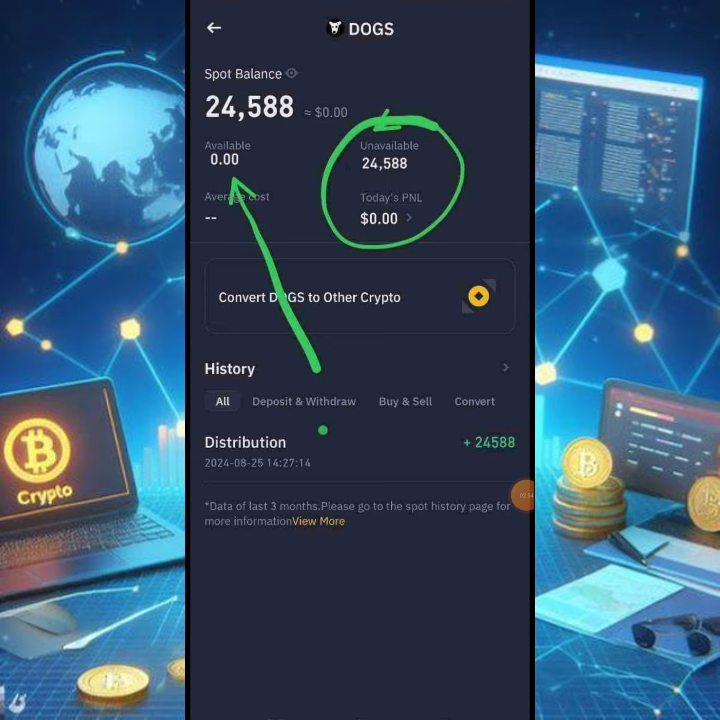 DOGS
Spot Balance
24,588 ≈ $0.00
Available Unavailable
0.00 24,588
Average cost Today's PNL
-- $0.00
Convert DOGS to Other Crypto
History
All Deposit & Withdraw Buy & Sell Convert
Distribution + 24588
2024-08-25 14:27:14
*Data of last 3 months.Please go to the spot history page for
more informationView More
Crypto